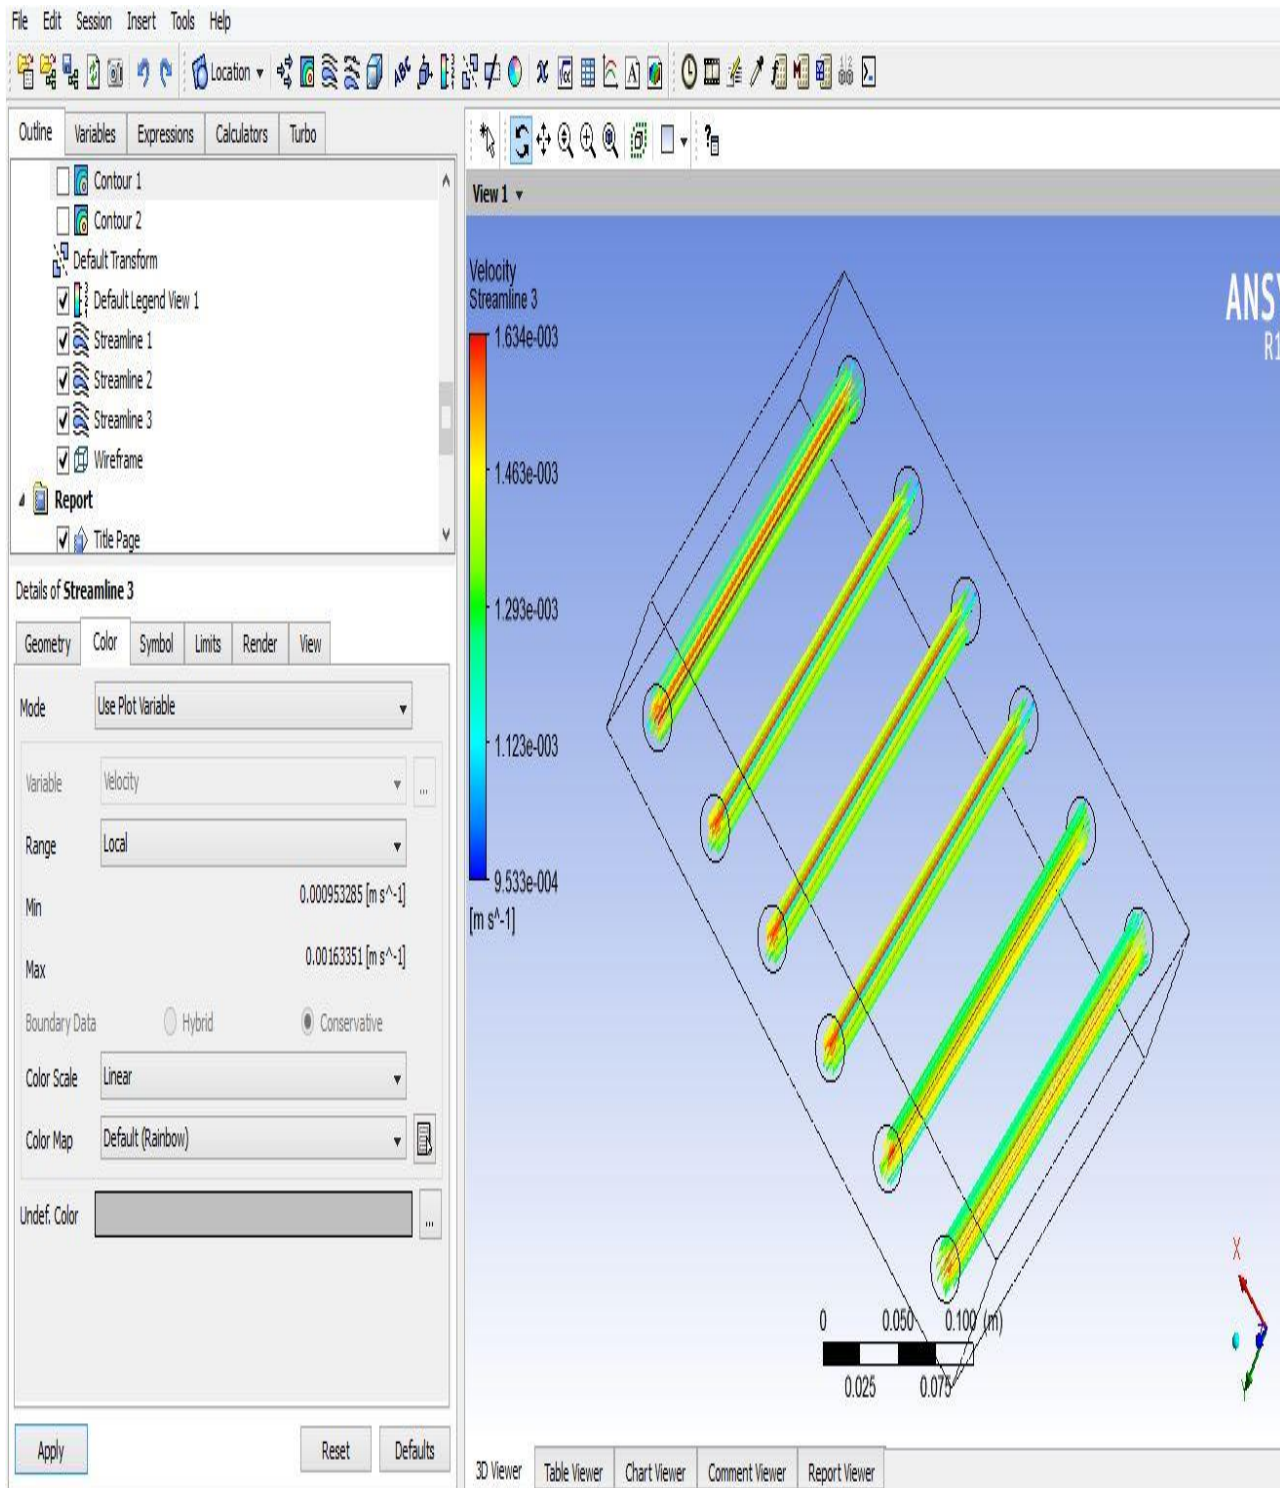 File Edit Session Insert Tools Help
Location
Outline Variables Expressions Calculators Turbo
Contour 1
Contour 2
Default Transform
Default Legend View 1
Streamline 1
Streamline 2
Streamline 3
Wireframe
Report
Title Page
Details of Streamline 3
Geometry Color Symbol Limits Render View
Mode Use Plot Variable
Variable Velocity ...
Range Local
Min 0.000953285 [m s^-1]
Max 0.00163351 [m s^-1]
Boundary Data Hybrid Conservative
Color Scale Linear
Color Map Default (Rainbow)
Undef. Color ...
Apply Reset Defaults
View 1
Velocity
Streamline 3
1.634e-003
1.463e-003
1.293e-003
1.123e-003
9.533e-004
[m s^-1]
ANSY
R1
0 0.050 0.100 (m)
0.025 0.075
X
Y
3D Viewer Table Viewer Chart Viewer Comment Viewer Report Viewer